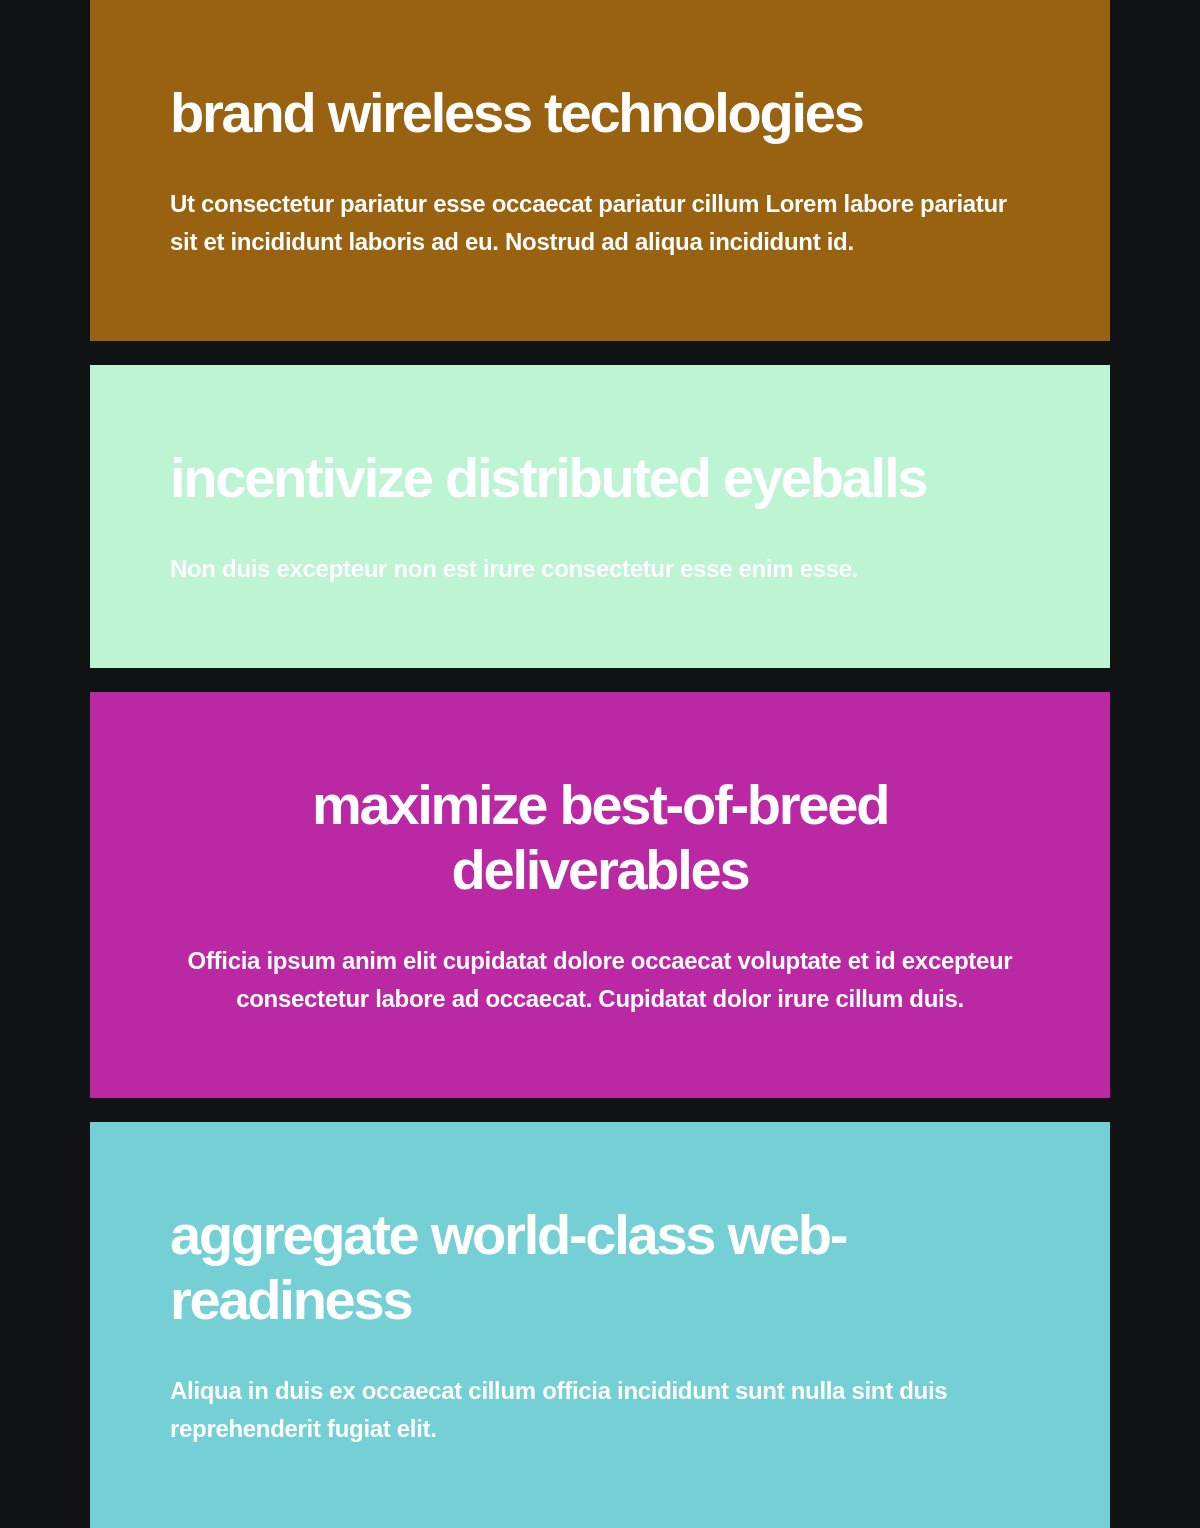 brand wireless technologies
Ut consectetur pariatur esse occaecat pariatur cillum Lorem labore pariatur
sit et incididunt laboris ad eu. Nostrud ad aliqua incididunt id.
incentivize distributed eyeballs
Non duis excepteur non est irure consectetur esse enim esse.
maximize best-of-breed
deliverables
Officia ipsum anim elit cupidatat dolore occaecat voluptate et id excepteur
consectetur labore ad occaecat. Cupidatat dolor irure cillum duis.
aggregate world-class web-
readiness
Aliqua in duis ex occaecat cillum officia incididunt sunt nulla sint duis
reprehenderit fugiat elit.